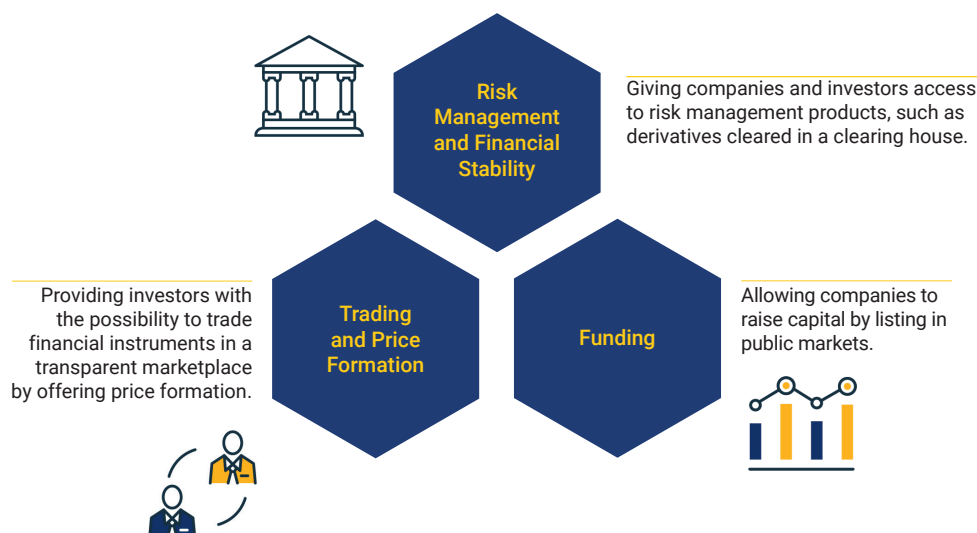 Risk
Management
and Financial
Stability
Giving companies and investors access
to risk management products, such as
derivatives cleared in a clearing house.
Providing investors with
the possibility to trade
financial instruments in a
transparent marketplace
by offering price formation.
Trading
and Price
Formation
Funding
Allowing companies to
raise capital by listing in
public markets.